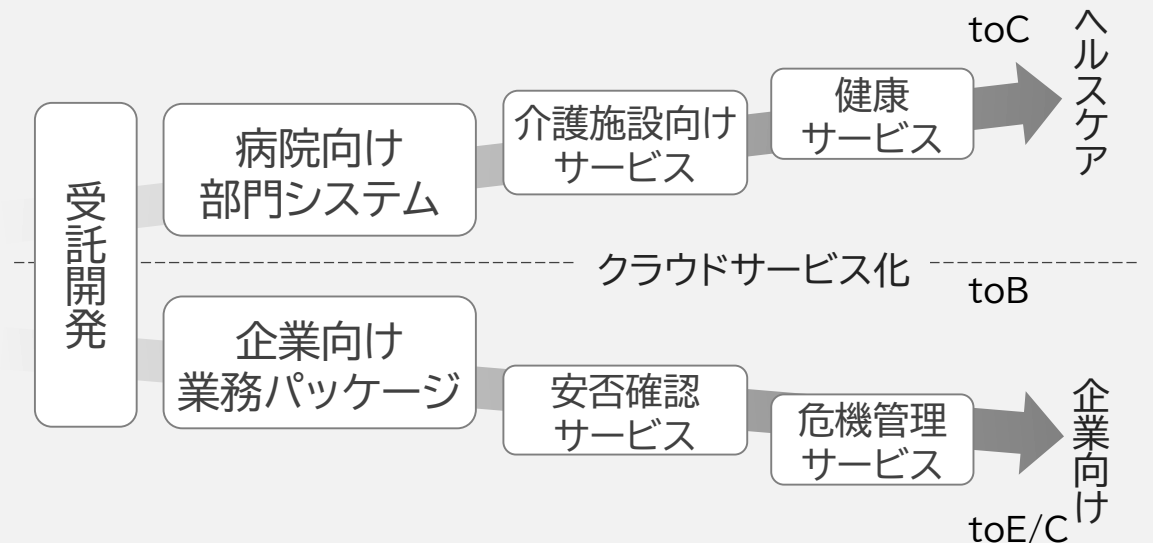 toC
ヘルスケア
健康
サービス
介護施設向け
サービス
病院向け
部門システム
受託開発
クラウドサービス化
toB
企業向け
業務パッケージ
安否確認
サービス
危機管理
サービス
企業向け
toE/C